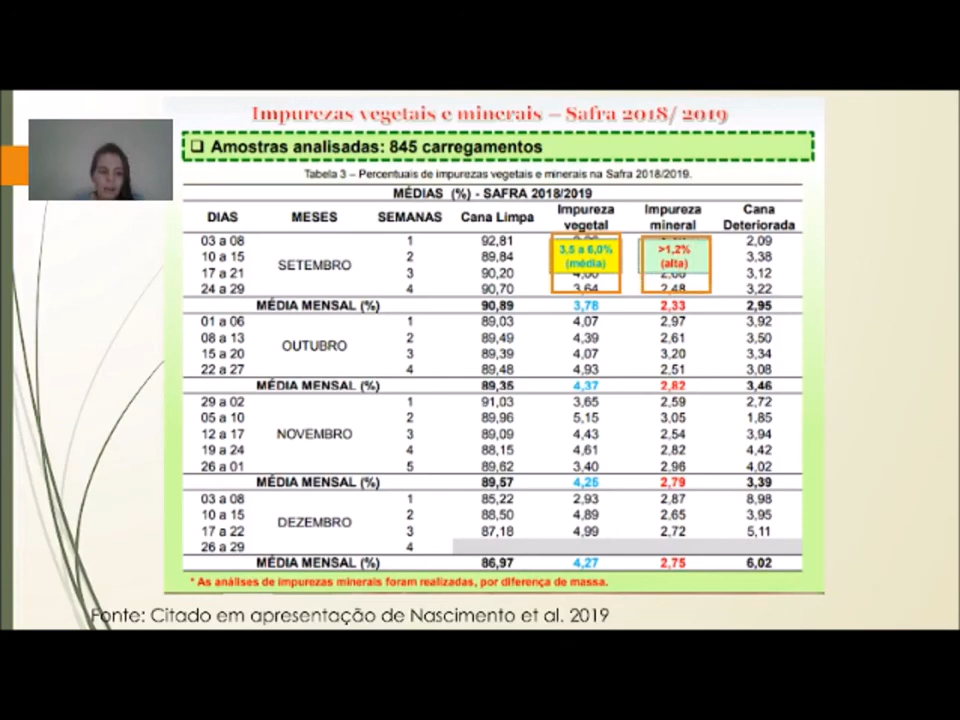 Impurezas vegetais e minerais – Safra 2018/ 2019
❑ Amostras analisadas: 845 carregamentos
Tabela 3 – Percentuais de impurezas vegetais e minerais na Safra 2018/2019.
MÉDIAS (%) - SAFRA 2018/2019
DIAS MESES SEMANAS Cana Limpa Impureza vegetal Impureza mineral Cana Deteriorada
03 a 08 1 92,81 2,09
10 a 15 2 89,84 3,38
3,5 a 6,0% (média) >1,2% (alta)
SETEMBRO
17 a 21 3 90,20 3,12
24 a 29 4 90,70 3,64 2,48 3,22
MÉDIA MENSAL (%) 90,89 3,78 2,33 2,95
01 a 06 1 89,03 4,07 2,97 3,92
08 a 13 2 89,49 4,39 2,61 3,50
OUTUBRO
15 a 20 3 89,39 4,07 3,20 3,34
22 a 27 4 89,48 4,93 2,51 3,08
MÉDIA MENSAL (%) 89,35 4,37 2,82 3,46
29 a 02 1 91,03 3,65 2,59 2,72
05 a 10 2 89,96 5,15 3,05 1,85
12 a 17 NOVEMBRO 3 89,09 4,43 2,54 3,94
19 a 24 4 88,15 4,61 2,82 4,42
26 a 01 5 89,62 3,40 2,96 4,02
MÉDIA MENSAL (%) 89,57 4,25 2,79 3,39
03 a 08 1 85,22 2,93 2,87 8,98
10 a 15 2 88,50 4,89 2,65 3,95
DEZEMBRO
17 a 22 3 87,18 4,99 2,72 5,11
26 a 29 4
MÉDIA MENSAL (%) 86,97 4,27 2,75 6,02
* As análises de impurezas minerais foram realizadas, por diferença de massa.
Fonte: Citado em apresentação de Nascimento et al. 2019